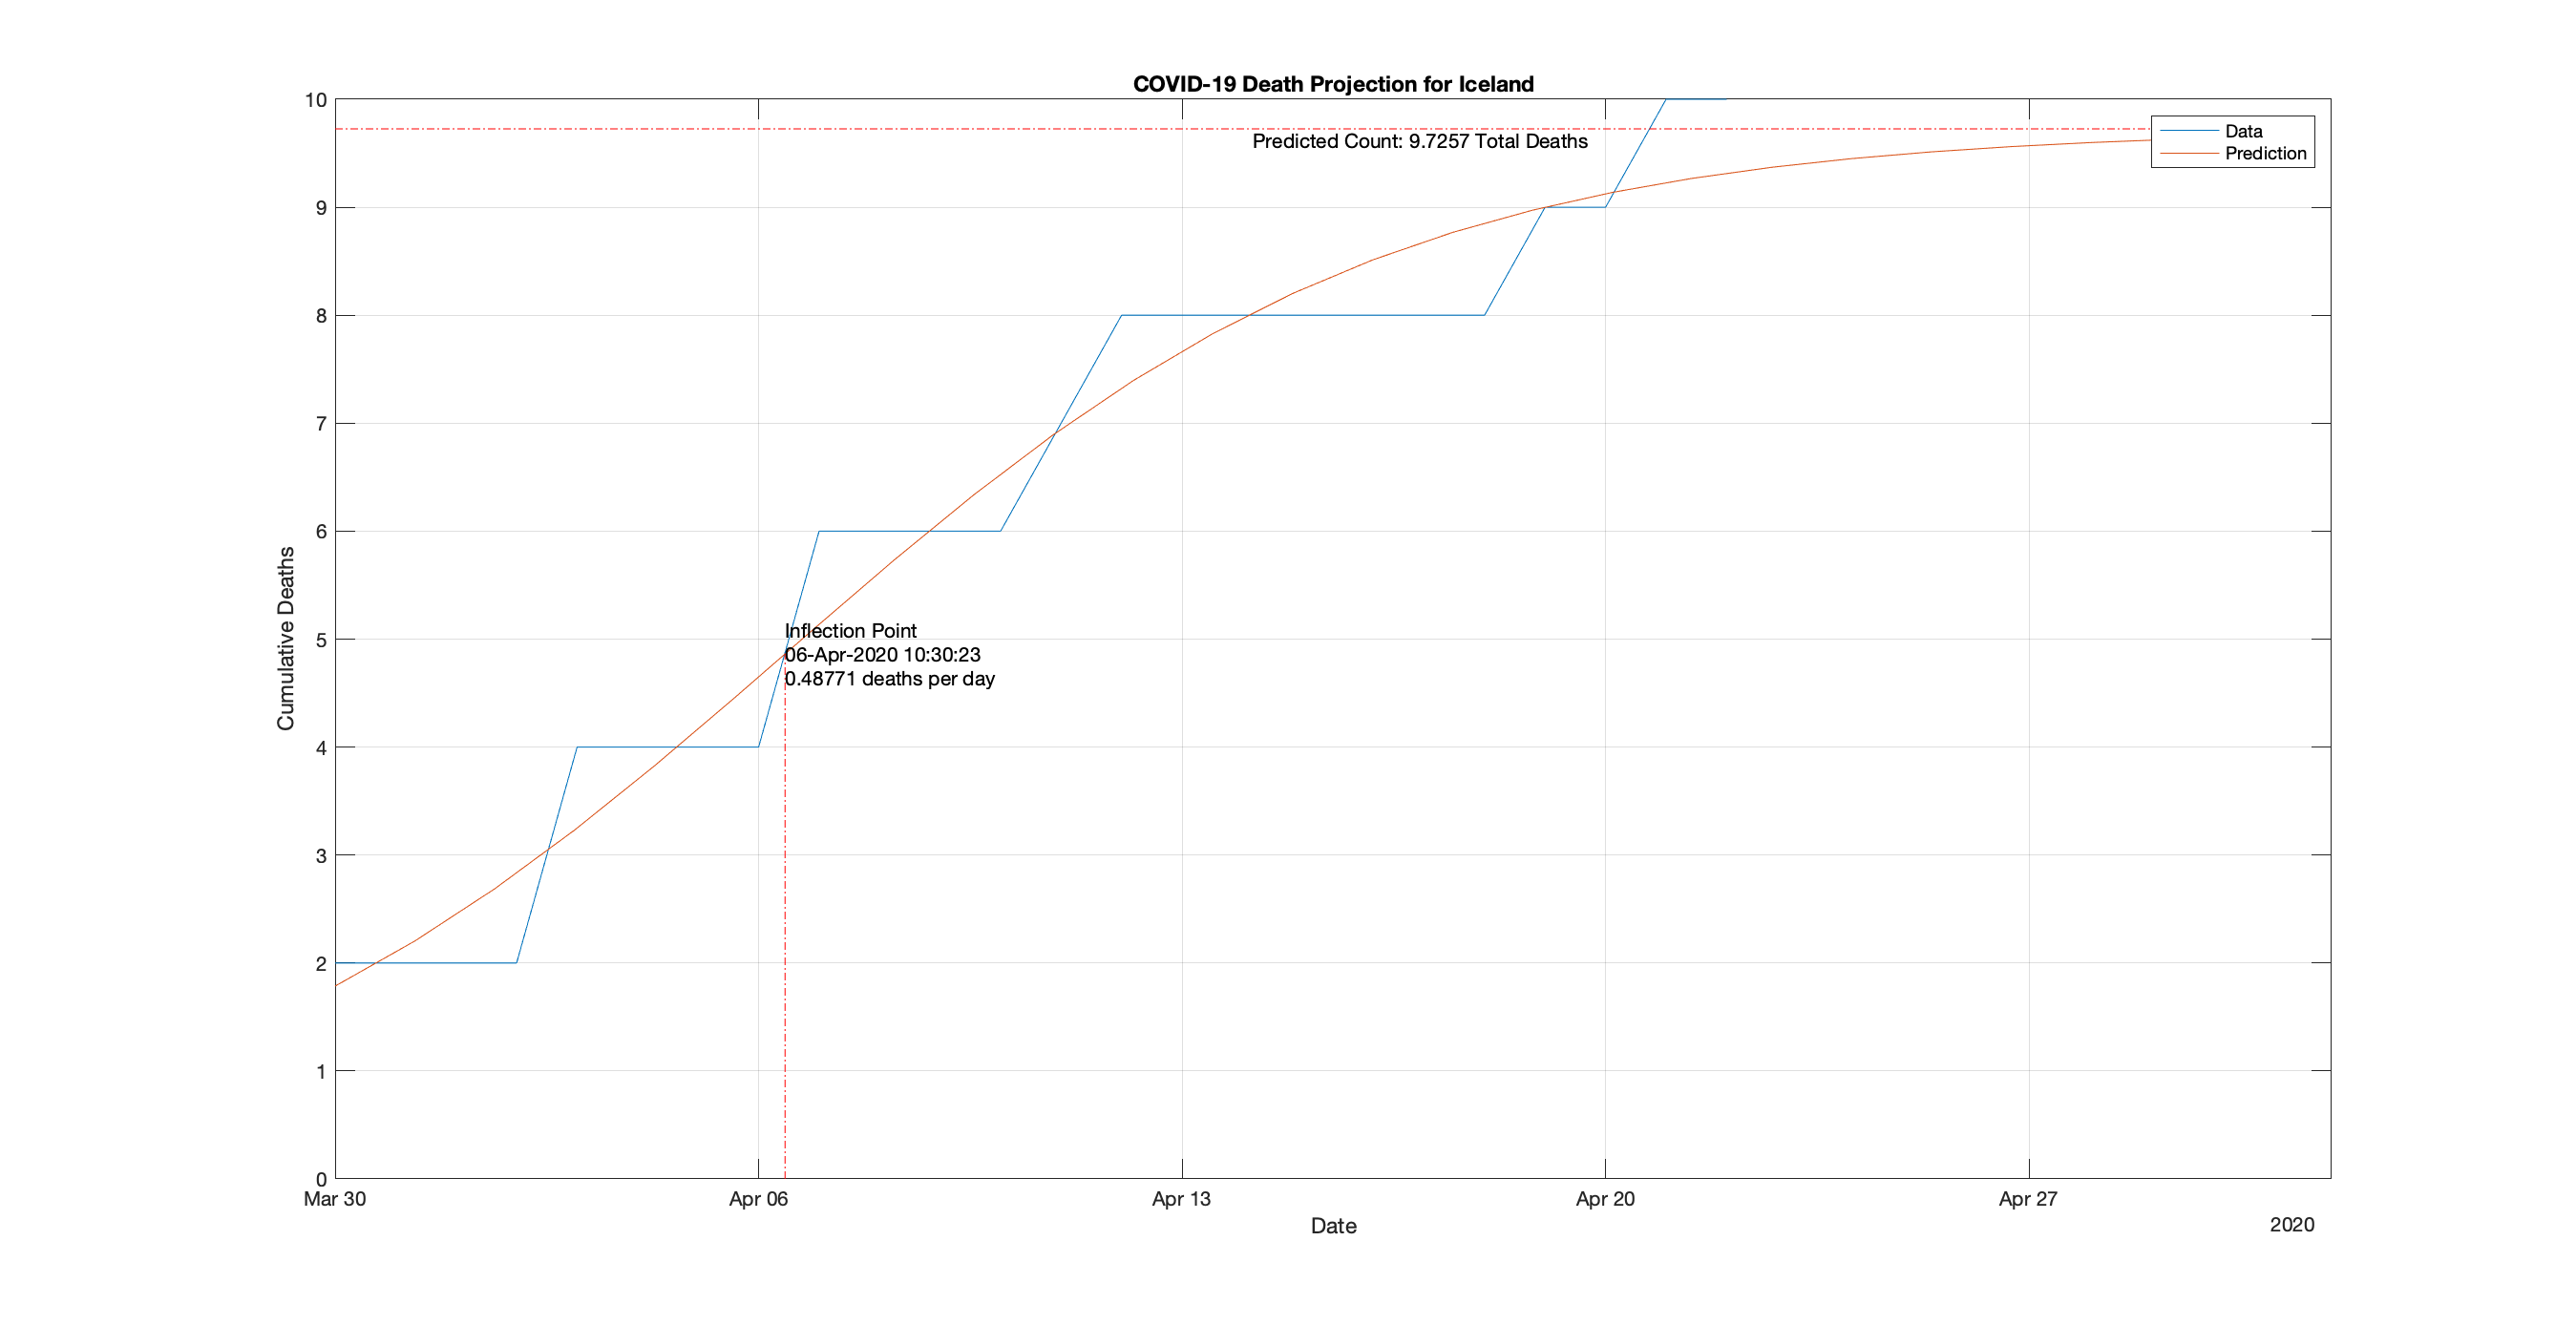 COVID-19 Death Projection for Iceland
10
9
8
7
6
5
4
3
2
1
0
Cumulative Deaths
Predicted Count: 9.7257 Total Deaths
Data
Prediction
Inflection Point
06-Apr-2020 10:30:23
0.48771 deaths per day
Mar 30
Apr 06
Apr 13
Apr 20
Apr 27
Date
2020